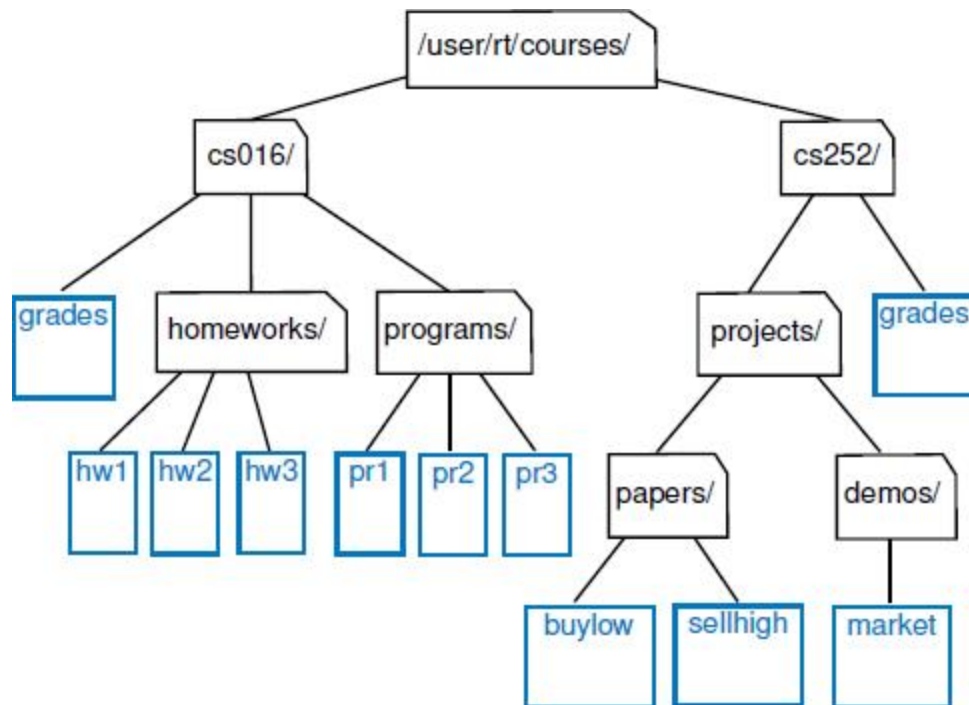 /user/rt/courses/
cs016/
cs252/
grades
homeworks/
programs/
projects/
grades
hw1
hw2
hw3
pr1
pr2
pr3
papers/
demos/
buylow
sellhigh
market